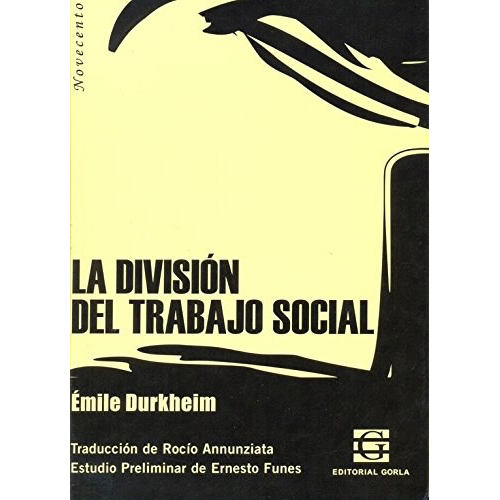 Novecento
LA DIVISIÓN
DEL TRABAJO SOCIAL
Émile Durkheim
Traducción de Rocío Annunziata
Estudio Preliminar de Ernesto Funes
G
EDITORIAL GORLA